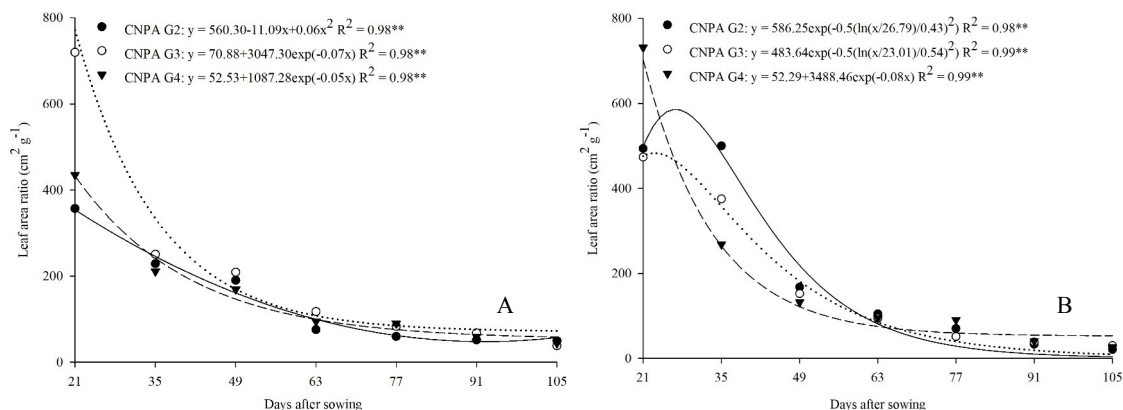 CNPA G2: y = 560.30-11.09x+0.06x² R² = 0.98**
CNPA G3: y = 70.88+3047.30exp(-0.07x) R² = 0.98**
CNPA G4: y = 52.53+1087.28exp(-0.05x) R² = 0.98**
Leaf area ratio (cm² g⁻¹)
800
600
400
200
0
A
21 35 49 63 77 91 105
Days after sowing
CNPA G2: y = 586.25exp(-0.5(ln(x/26.79)/0.43)²) R² = 0.98**
CNPA G3: y = 483.64exp(-0.5(ln(x/23.01)/0.54)²) R² = 0.99**
CNPA G4: y = 52.29+3488.46exp(-0.08x) R² = 0.99**
Leaf area ratio (cm² g⁻¹)
800
600
400
200
0
B
21 35 49 63 77 91 105
Days after sowing